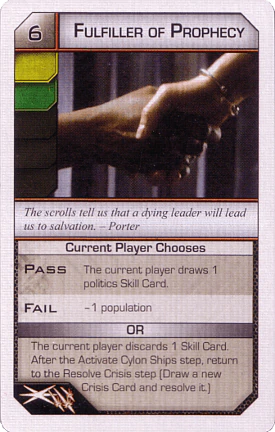 6
FULFILLER OF PROPHECY
The scrolls tell us that a dying leader will lead
us to salvation. – Porter
Current Player Chooses
PASS The current player draws 1
politics Skill Card.
FAIL -1 population
OR
The current player discards 1 Skill Card.
After the Activate Cylon Ships step, return
to the Resolve Crisis step (Draw a new
Crisis Card and resolve it.)